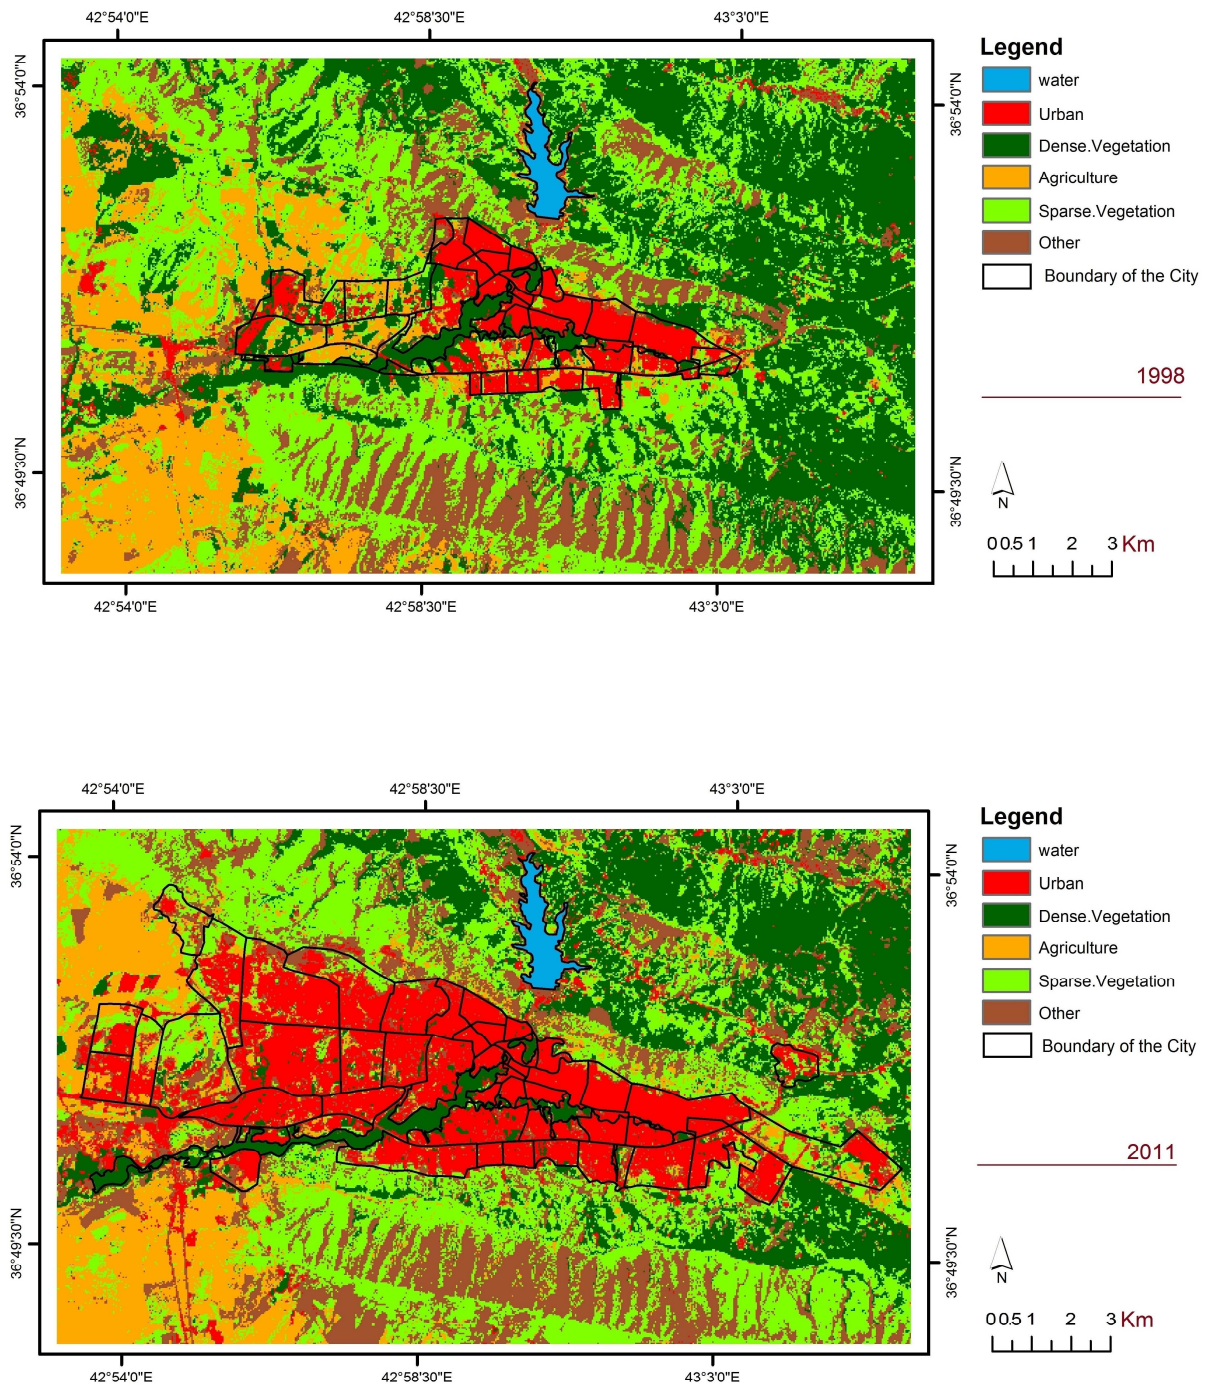 42°54'0"E 42°58'30"E 43°3'0"E
36°54'0"N
36°54'0"N
36°49'30"N
36°49'30"N
42°54'0"E 42°58'30"E 43°3'0"E
Legend
water
Urban
Dense.Vegetation
Agriculture
Sparse.Vegetation
Other
Boundary of the City
1998
N
0 0.5 1 2 3 Km
42°54'0"E 42°58'30"E 43°3'0"E
36°54'0"N
36°54'0"N
36°49'30"N
36°49'30"N
42°54'0"E 42°58'30"E 43°3'0"E
Legend
water
Urban
Dense.Vegetation
Agriculture
Sparse.Vegetation
Other
Boundary of the City
2011
N
0 0.5 1 2 3 Km